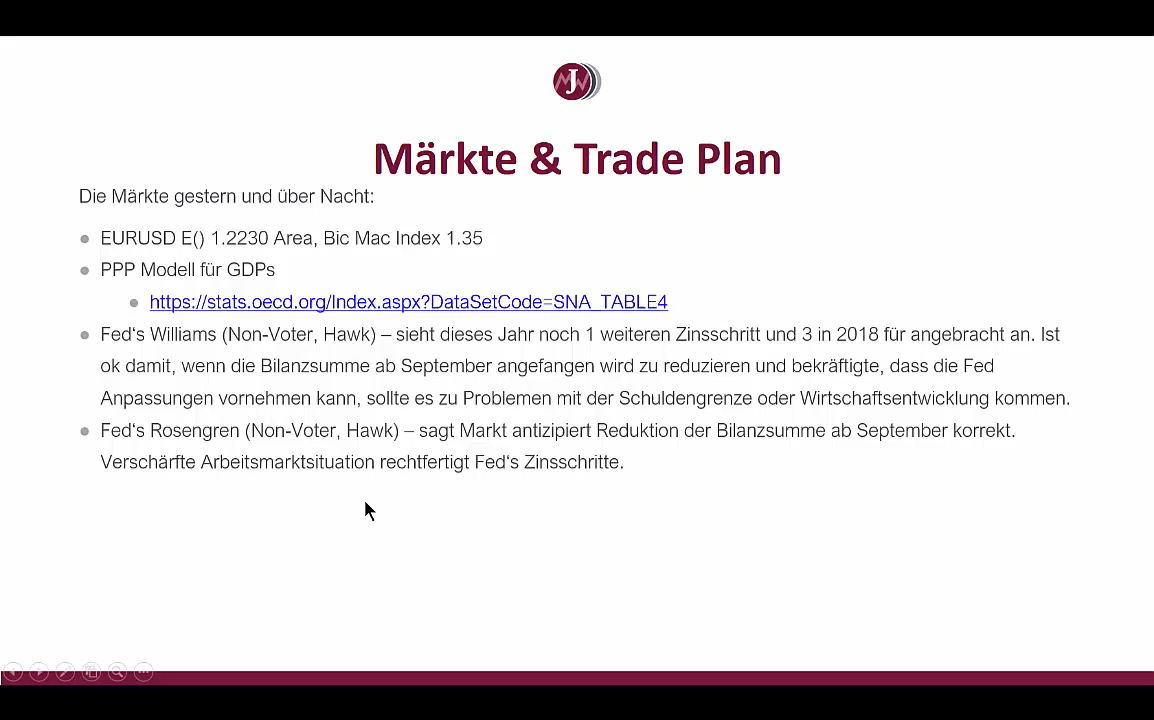 J
Märkte & Trade Plan
Die Märkte gestern und über Nacht:
EURUSD E() 1.2230 Area, Bic Mac Index 1.35
PPP Modell für GDPs
https://stats.oecd.org/Index.aspx?DataSetCode=SNA_TABLE4
Fed‘s Williams (Non-Voter, Hawk) – sieht dieses Jahr noch 1 weiteren Zinsschritt und 3 in 2018 für angebracht an. Ist
ok damit, wenn die Bilanzsumme ab September angefangen wird zu reduzieren und bekräftigte, dass die Fed
Anpassungen vornehmen kann, sollte es zu Problemen mit der Schuldengrenze oder Wirtschaftsentwicklung kommen.
Fed‘s Rosengren (Non-Voter, Hawk) – sagt Markt antizipiert Reduktion der Bilanzsumme ab September korrekt.
Verschärfte Arbeitsmarktsituation rechtfertigt Fed‘s Zinsschritte.